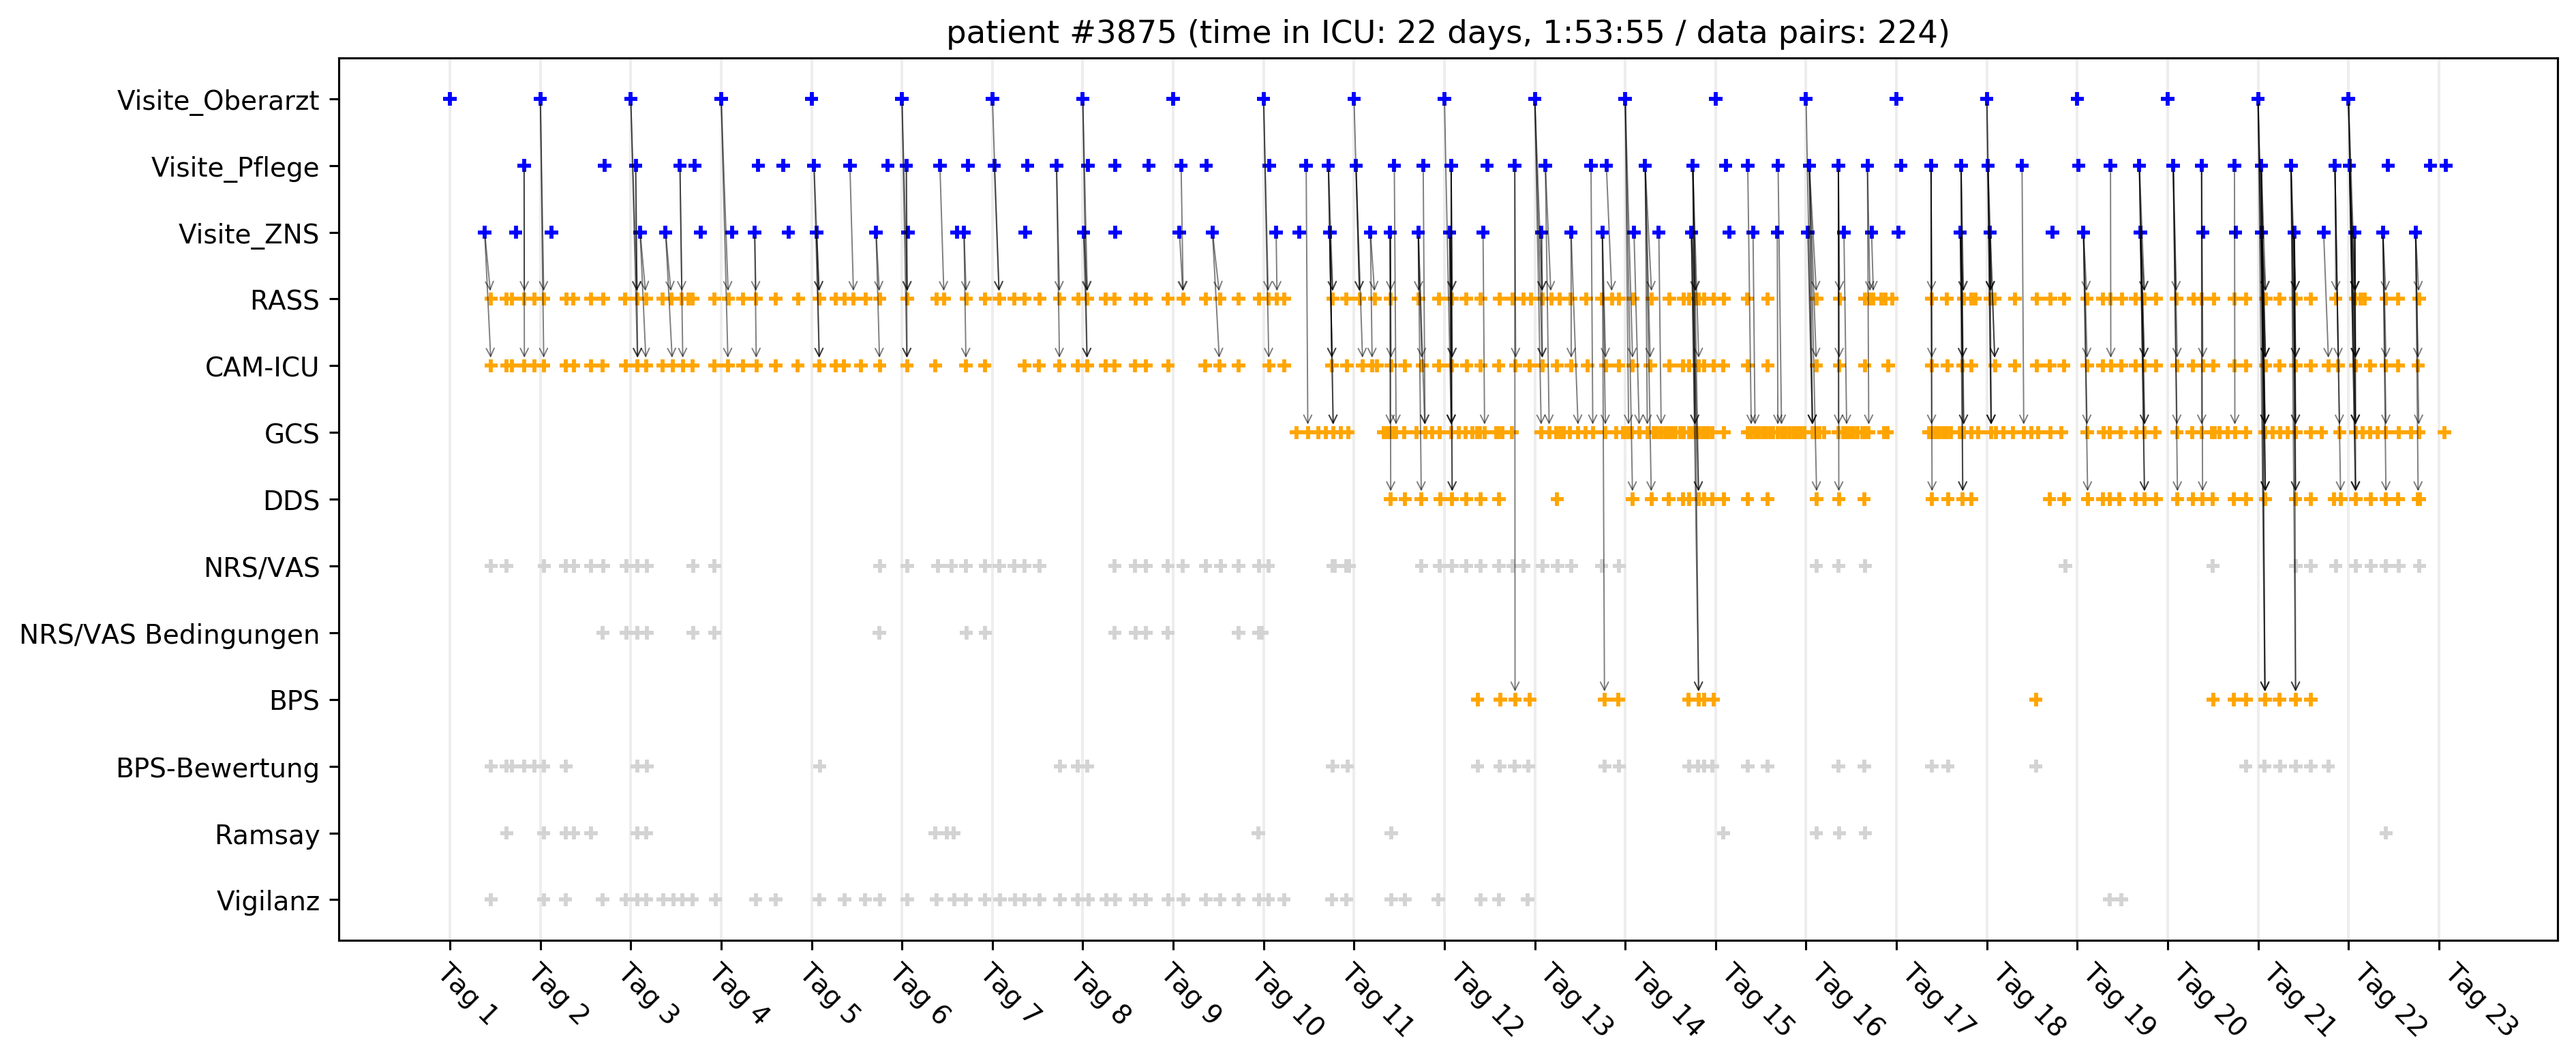 patient #3875 (time in ICU: 22 days, 1:53:55 / data pairs: 224)
Visite_Oberarzt
Visite_Pflege
Visite_ZNS
RASS
CAM-ICU
GCS
DDS
NRS/VAS
NRS/VAS Bedingungen
BPS
BPS-Bewertung
Ramsay
Vigilanz
Tag 1
Tag 2
Tag 3
Tag 4
Tag 5
Tag 6
Tag 7
Tag 8
Tag 9
Tag 10
Tag 11
Tag 12
Tag 13
Tag 14
Tag 15
Tag 16
Tag 17
Tag 18
Tag 19
Tag 20
Tag 21
Tag 22
Tag 23